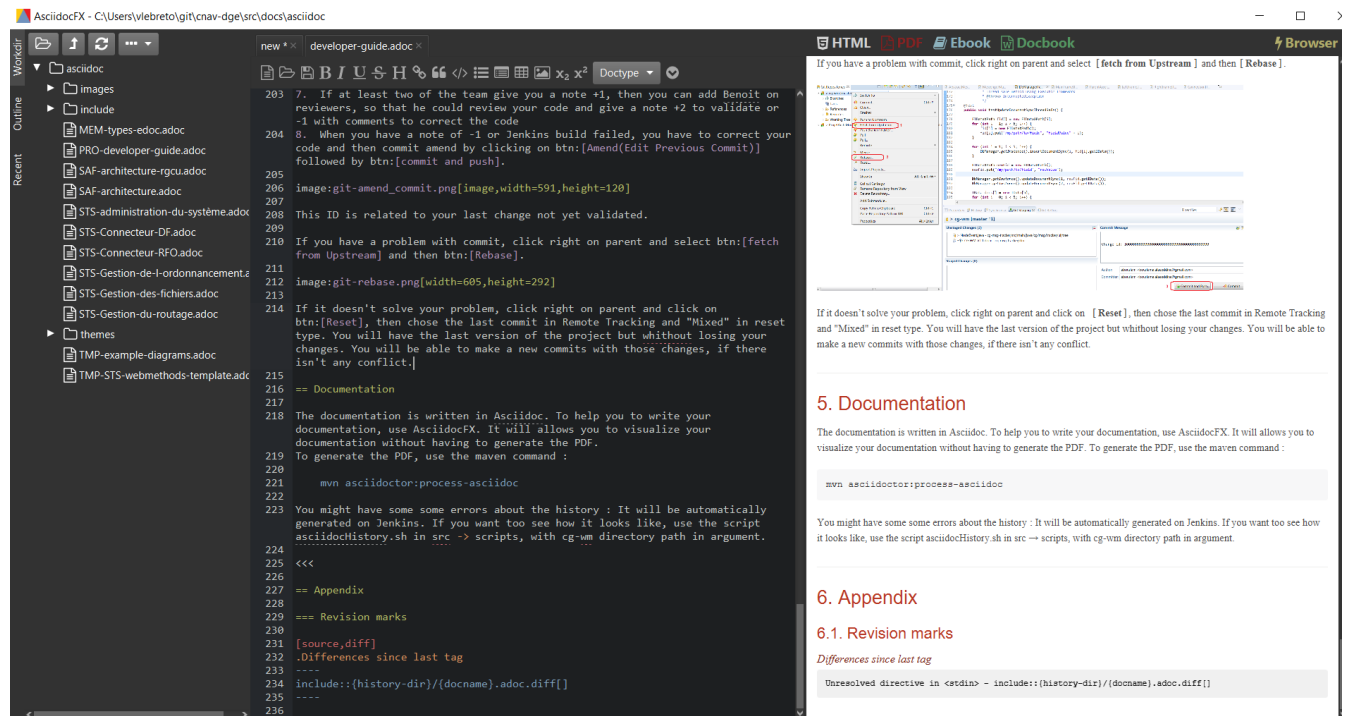 AsciidocFX - C:\Users\vlebreto\git\cnav-dge\src\docs\asciidoc
Workdir
Outline
Recent
asciidoc
images
include
MEM-types-edoc.adoc
PRO-developer-guide.adoc
SAF-architecture-rgcu.adoc
SAF-architecture.adoc
STS-administration-du-système.adoc
STS-Connecteur-DF.adoc
STS-Connecteur-RFO.adoc
STS-Gestion-de-l-ordonnancement.a
STS-Gestion-des-fichiers.adoc
STS-Gestion-du-routage.adoc
themes
TMP-example-diagrams.adoc
TMP-STS-webmethods-template.adc
new * × developer-guide.adoc ×
B I U S H x₂ x² Doctype
203 7. If at least two of the team give you a note +1, then you can add Benoit on
revision, so that he could review your code and give a note +2 to validate or
-1 with comments to correct the code
204 8. When you have a score of -1 or Jenkins build failed, you have to correct your
code and then commit amend by clicking on btn:[Amend(Edit Previous Commit)]
followed by btn:[commit and push].
205
206 image:git-amend_commit.png[image,width=591,height=120]
207
208 This ID is related to your last change not yet validated.
209
210 If you have a problem with commit, click right on parent and select btn:[fetch
from Upstream] and then btn:[Rebase].
211
212 image:git-rebase.png[width=605,height=292]
213
214 If it doesn't solve your problem, click right on parent and click on
btn:[Reset], then chose the last commit in Remote Tracking and "Mixed" in reset
type. You will have the last version of the project but whithout losing your
changes. You will be able to make a new commits with those changes, if there
isn't any conflict.
215
216 == Documentation
217
218 The documentation is written in Asciidoc. To help you to write your
documentation, use AsciidocFX. It will allows you to visualize your
documentation without having to generate the PDF.
219 To generate the PDF, use the maven command :
220
221 mvn asciidoctor:process-asciidoc
222
223 You might have some some errors about the history : It will be automatically
generated on Jenkins. If you want too see how it looks like, use the script
asciidocHistory.sh in src -> scripts, with cg-wm directory path in argument.
224
225 <<<
226
227 == Appendix
228
229 === Revision marks
230
231 [source,diff]
232 .Differences since last tag
233 ----
234 include::{history-dir}/{docname}.adoc.diff[]
235 ----
236
HTML PDF Ebook Docbook Browser
If you have a problem with commit, click right on parent and select [ fetch from Upstream ] and then [ Rebase ].
If it doesn't solve your problem, click right on parent and click on [ Reset ], then chose the last commit in Remote Tracking
and "Mixed" in reset type. You will have the last version of the project but whithout losing your changes. You will be able to
make a new commits with those changes, if there isn't any conflict.
5. Documentation
The documentation is written in Asciidoc. To help you to write your documentation, use AsciidocFX. It will allows you to
visualize your documentation without having to generate the PDF. To generate the PDF, use the maven command :
mvn asciidoctor:process-asciidoc
You might have some some errors about the history : It will be automatically generated on Jenkins. If you want too see how
it looks like, use the script asciidocHistory.sh in src → scripts, with cg-wm directory path in argument.
6. Appendix
6.1. Revision marks
Differences since last tag
Unresolved directive in <stdin> - include::{history-dir}/{docname}.adoc.diff[]